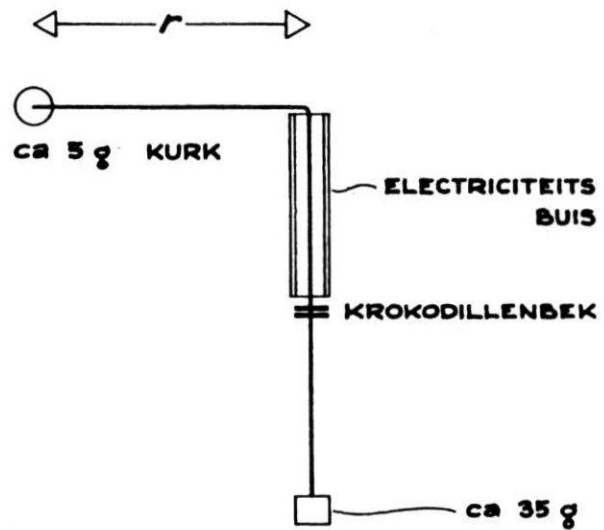 r
ca 5 g KURK
ELECTRICITEITS
BUIS
KROKODILLENBEK
ca 35 g